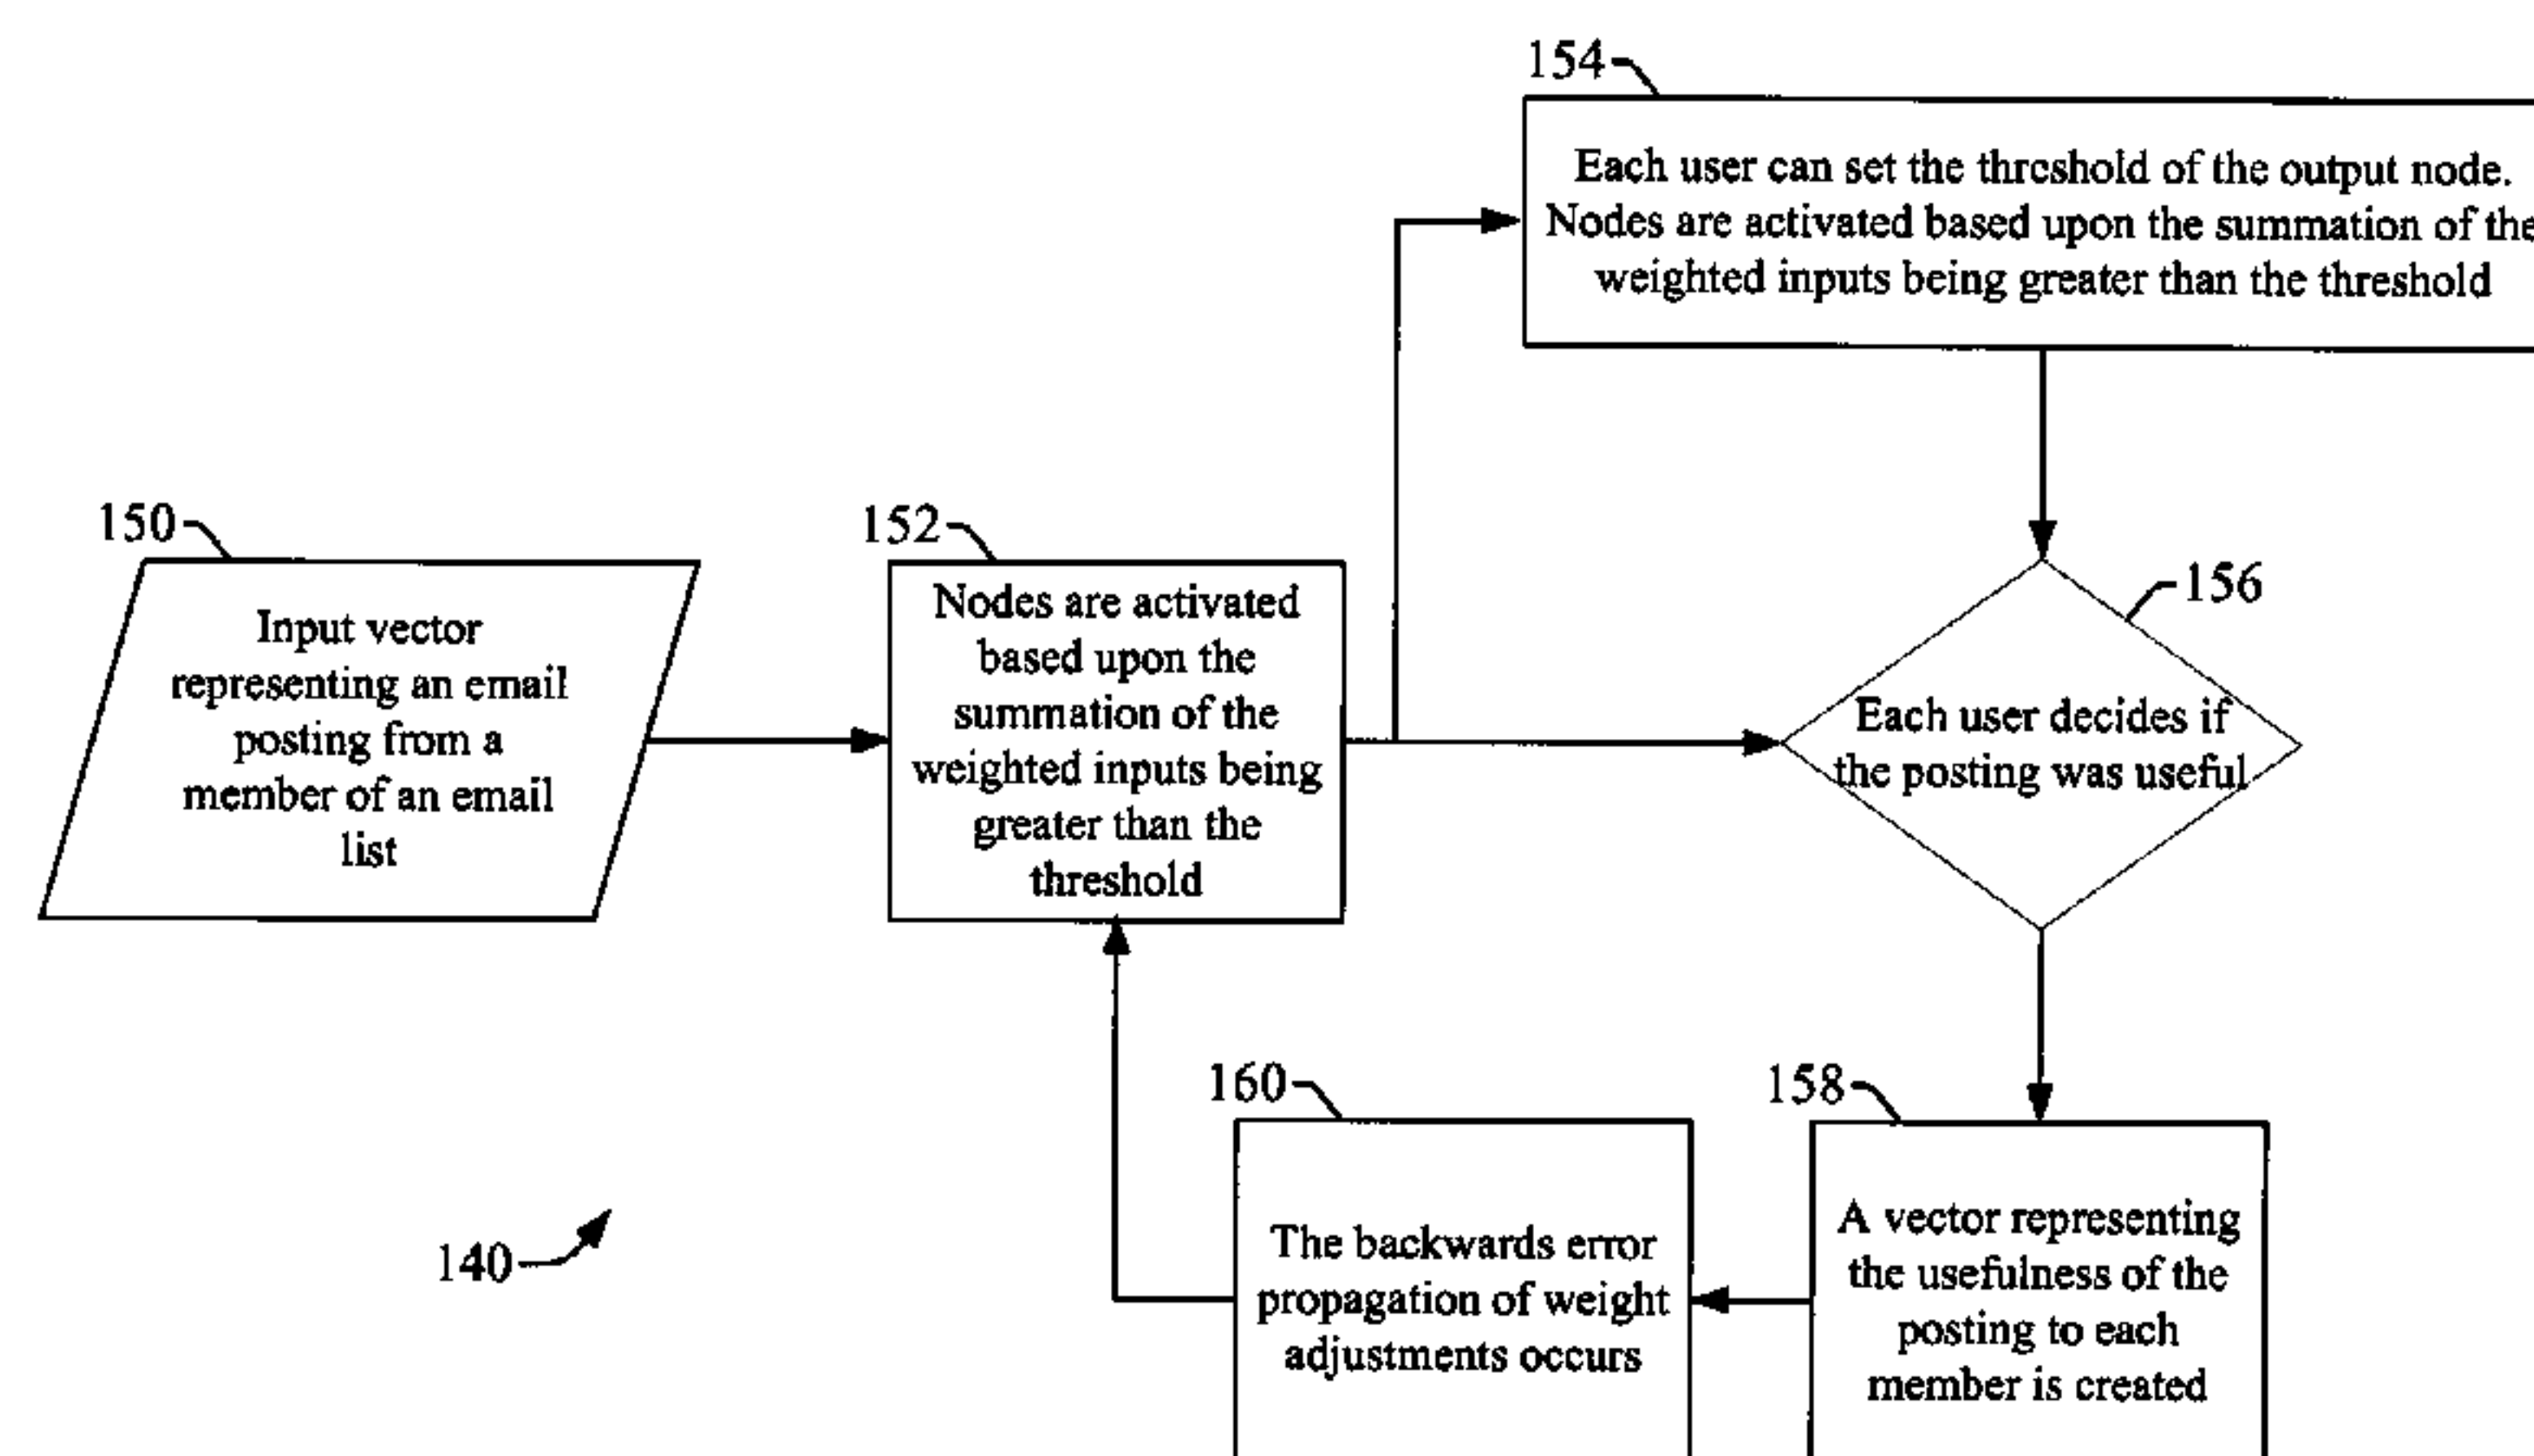 154
Each user can set the threshold of the output node.
Nodes are activated based upon the summation of the
weighted inputs being greater than the threshold
150
Input vector
representing an email
posting from a
member of an email
list
152
Nodes are activated
based upon the
summation of the
weighted inputs being
greater than the
threshold
156
Each user decides if
the posting was useful
160
The backwards error
propagation of weight
adjustments occurs
158
A vector representing
the usefulness of the
posting to each
member is created
140